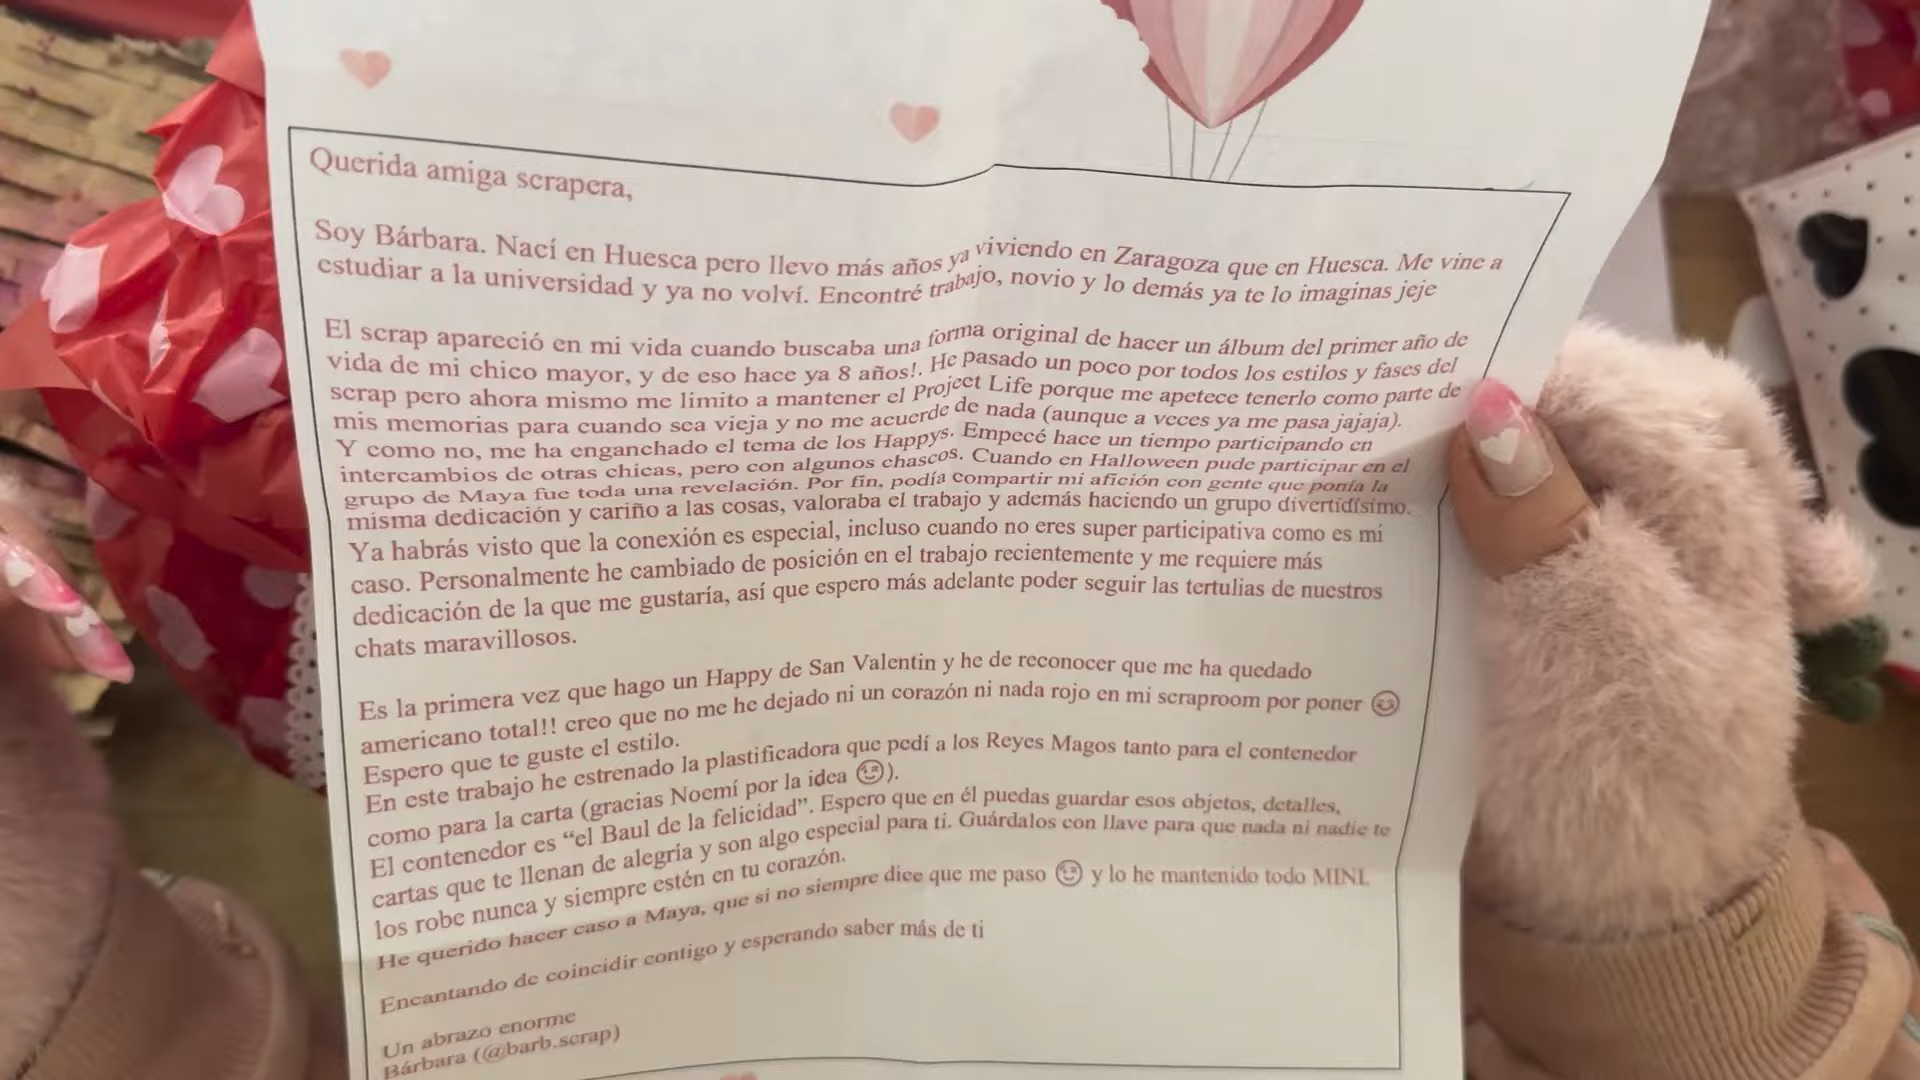 Querida amiga scrapera,
Soy Bárbara. Nací en Huesca pero llevo más años ya viviendo en Zaragoza que en Huesca. Me vine a
estudiar a la universidad y ya no volví. Encontré trabajo, novio y lo demás ya te lo imaginas jeje
El scrap apareció en mi vida cuando buscaba una forma original de hacer un álbum del primer año de
vida de mi chico mayor, y de eso hace ya 8 años!. He pasado un poco por todos los estilos y fases del
scrap pero ahora mismo me limito a mantener el Project Life porque me apetece tenerlo como parte de
mis memorias para cuando sea vieja y no me acuerde de nada (aunque a veces ya me pasa jajaja).
Y como no, me ha enganchado el tema de los Happys. Empecé hace un tiempo participando en
intercambios de otras chicas, pero con algunos chascos. Cuando en Halloween pude participar en el
grupo de Maya fue toda una revelación. Por fin, podía compartir mi afición con gente que ponía la
misma dedicación y cariño a las cosas, valoraba el trabajo y además haciendo un grupo divertidísimo.
Ya habrás visto que la conexión es especial, incluso cuando no eres super participativa como es mi
caso. Personalmente he cambiado de posición en el trabajo recientemente y me requiere más
dedicación de la que me gustaría, así que espero más adelante poder seguir las tertulias de nuestros
chats maravillosos.
Es la primera vez que hago un Happy de San Valentin y he de reconocer que me ha quedado
americano total!! creo que no me he dejado ni un corazón ni nada rojo en mi scraproom por poner 😊
Espero que te guste el estilo.
En este trabajo he estrenado la plastificadora que pedí a los Reyes Magos tanto para el contenedor
como para la carta (gracias Noemí por la idea 😉).
El contenedor es “el Baul de la felicidad”. Espero que en él puedas guardar esos objetos, detalles,
cartas que te llenan de alegria y son algo especial para ti. Guárdalos con llave para que nada ni nadie te
los robe nunca y siempre estén en tu corazón.
He querido hacer caso a Maya, que si no siempre dice que me paso 😉 y lo he mantenido todo MINI.
Encantando de coincidir contigo y esperando saber más de ti
Un abrazo enorme
Bárbara (@barb.scrap)